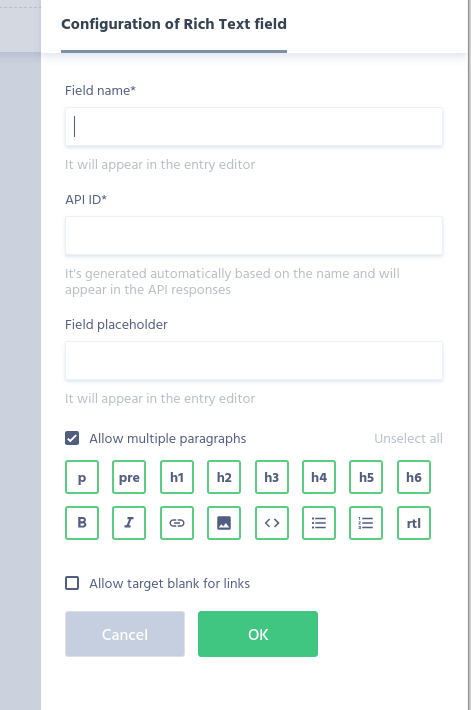 Configuration of Rich Text field
Field name*
It will appear in the entry editor
API ID*
It's generated automatically based on the name and will
appear in the API responses
Field placeholder
It will appear in the entry editor
Allow multiple paragraphs Unselect all
p pre h1 h2 h3 h4 h5 h6
B I <> rtl
Allow target blank for links
Cancel OK